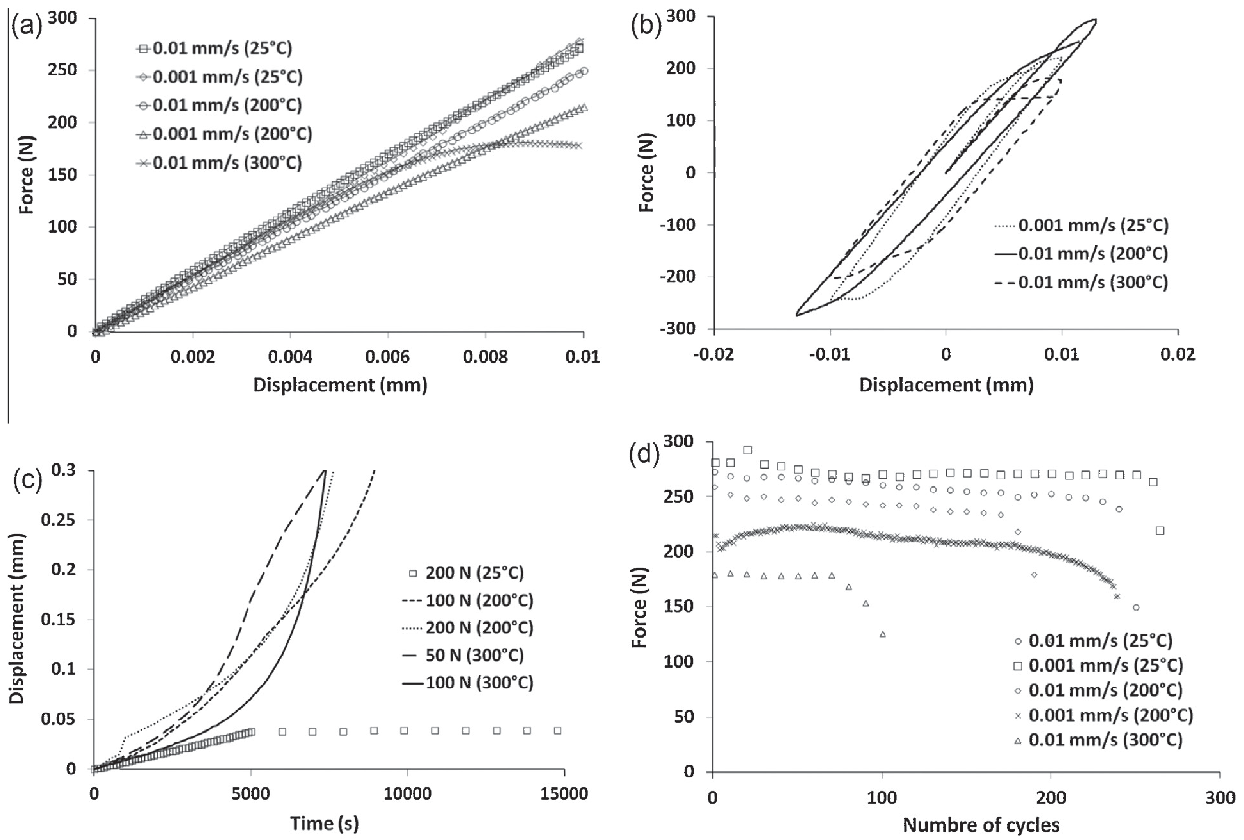 (a)
300
250
200
150
100
50
0
Force (N)
0.01 mm/s (25°C)
0.001 mm/s (25°C)
0.01 mm/s (200°C)
0.001 mm/s (200°C)
0.01 mm/s (300°C)
0 0.002 0.004 0.006 0.008 0.01
Displacement (mm)
(b)
300
200
100
0
-100
-200
-300
Force (N)
0.001 mm/s (25°C)
0.01 mm/s (200°C)
0.01 mm/s (300°C)
-0.02 -0.01 0 0.01 0.02
Displacement (mm)
(c)
0.3
0.25
0.2
0.15
0.1
0.05
0
Displacement (mm)
200 N (25°C)
100 N (200°C)
200 N (200°C)
50 N (300°C)
100 N (300°C)
0 5000 10000 15000
Time (s)
(d)
300
250
200
150
100
50
0
Force (N)
0.01 mm/s (25°C)
0.001 mm/s (25°C)
0.01 mm/s (200°C)
0.001 mm/s (200°C)
0.01 mm/s (300°C)
0 100 200 300
Numbre of cycles